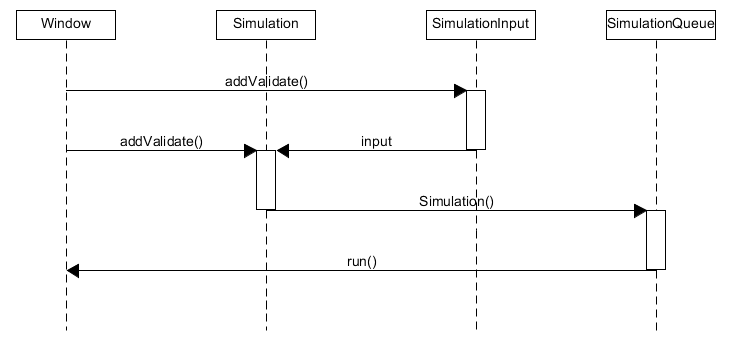 Window
Simulation
SimulationInput
SimulationQueue
addValidate()
addValidate()
input
Simulation()
run()